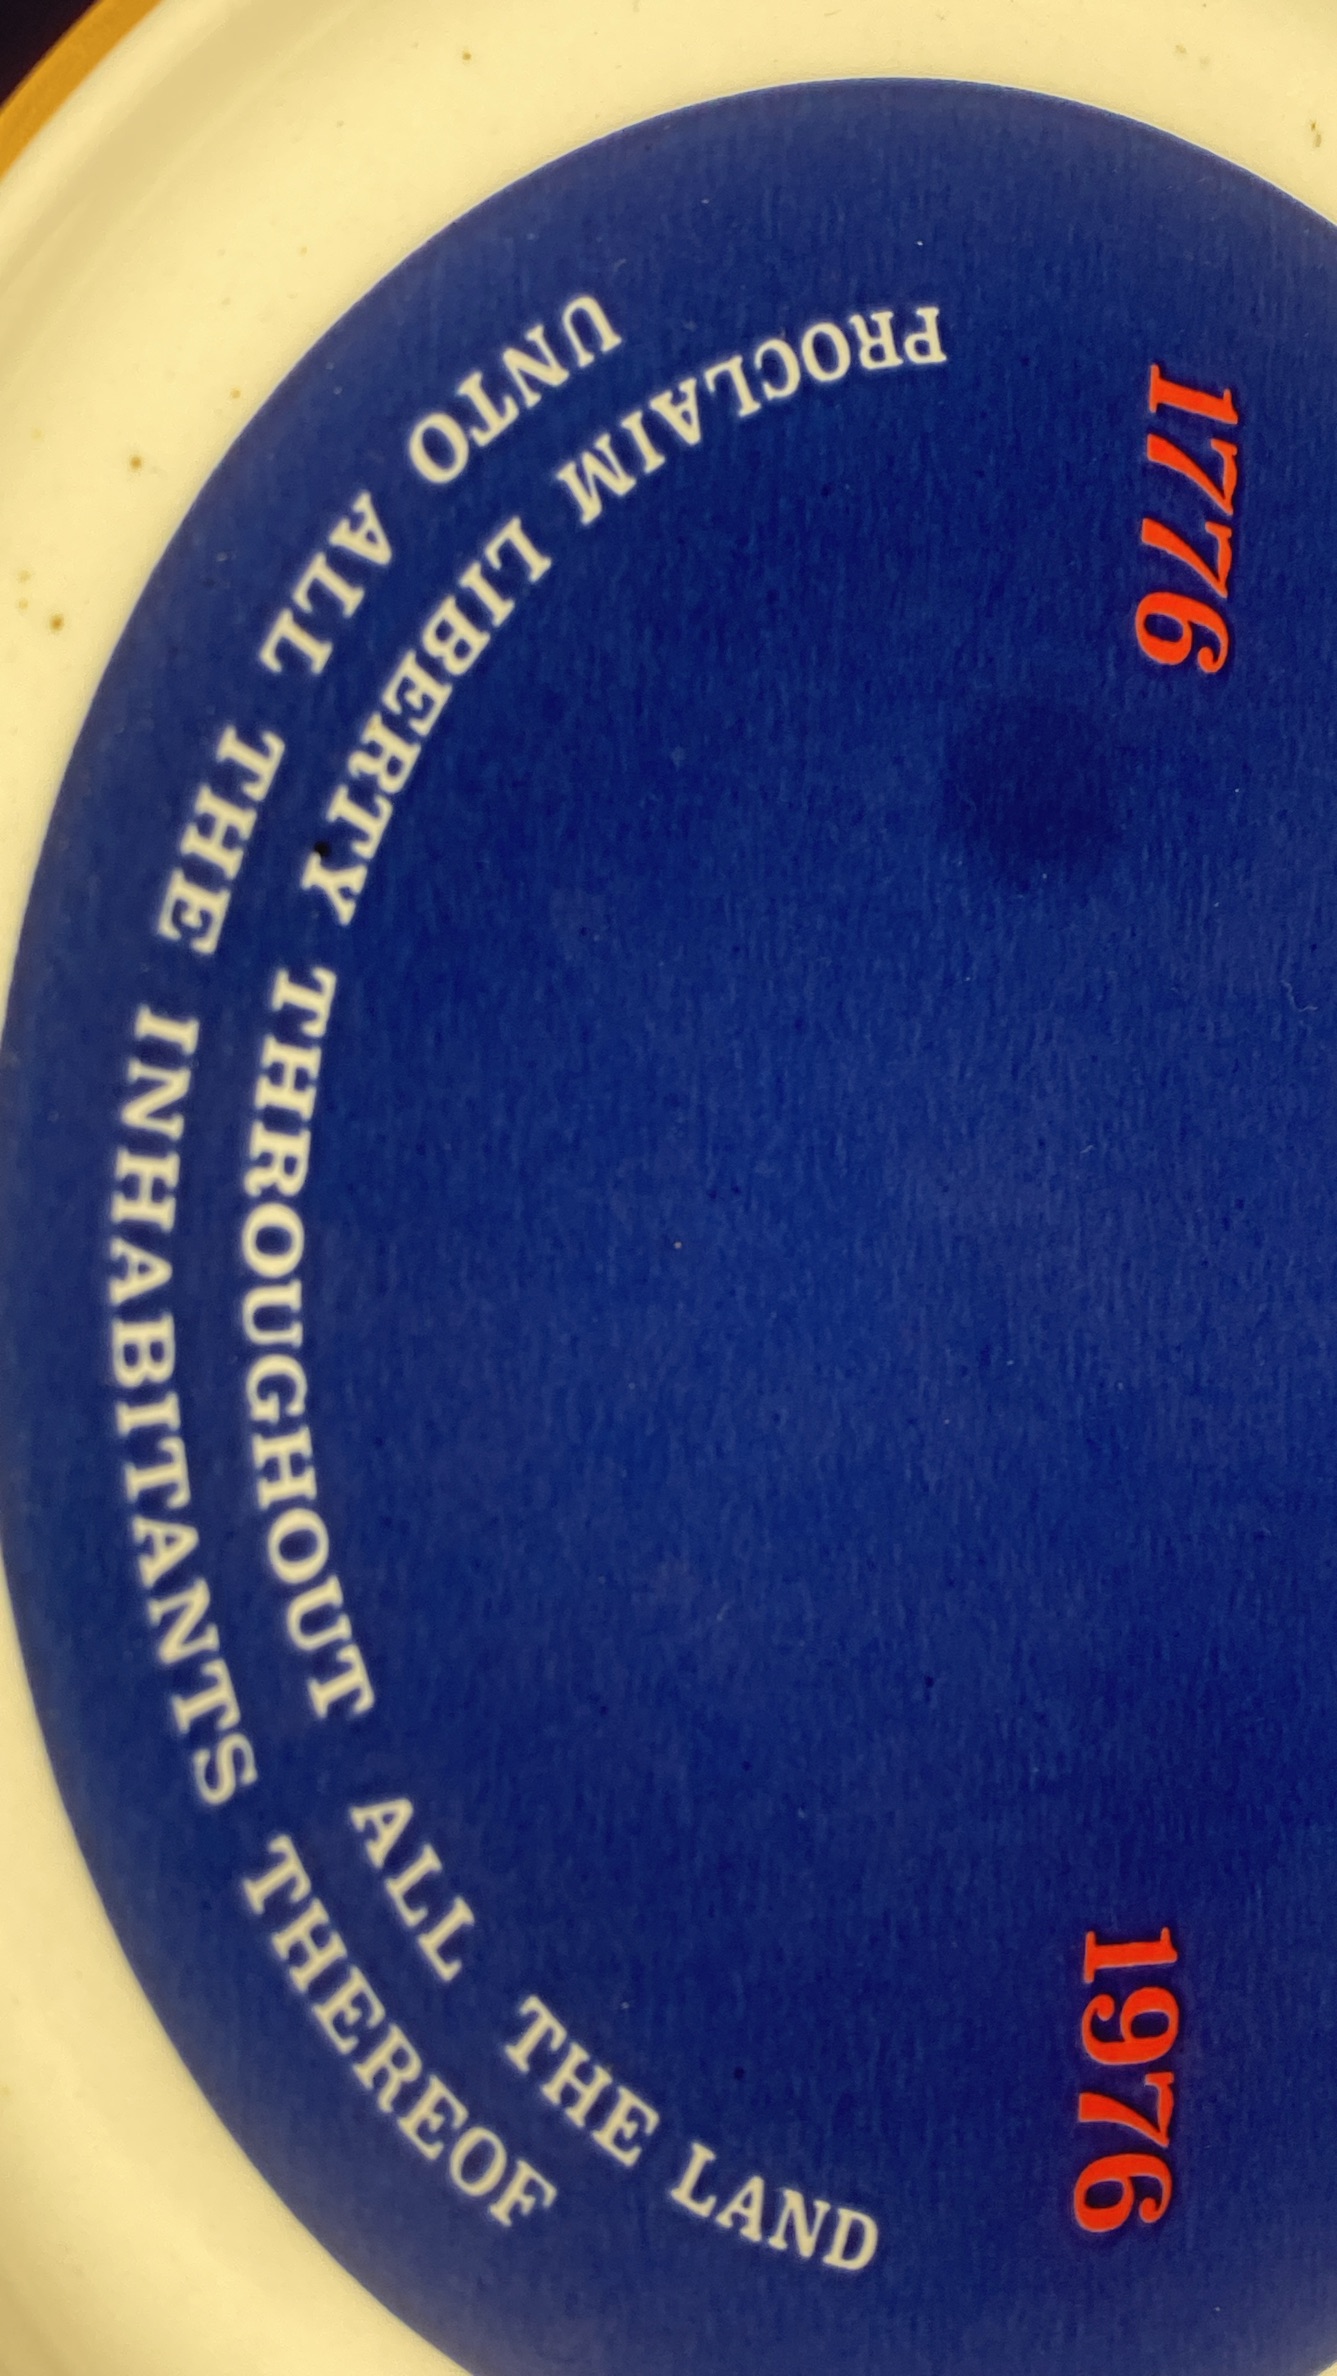 1776 1976
PROCLAIM LIBERTY THROUGHOUT ALL THE LAND
UNTO ALL THE INHABITANTS THEREOF